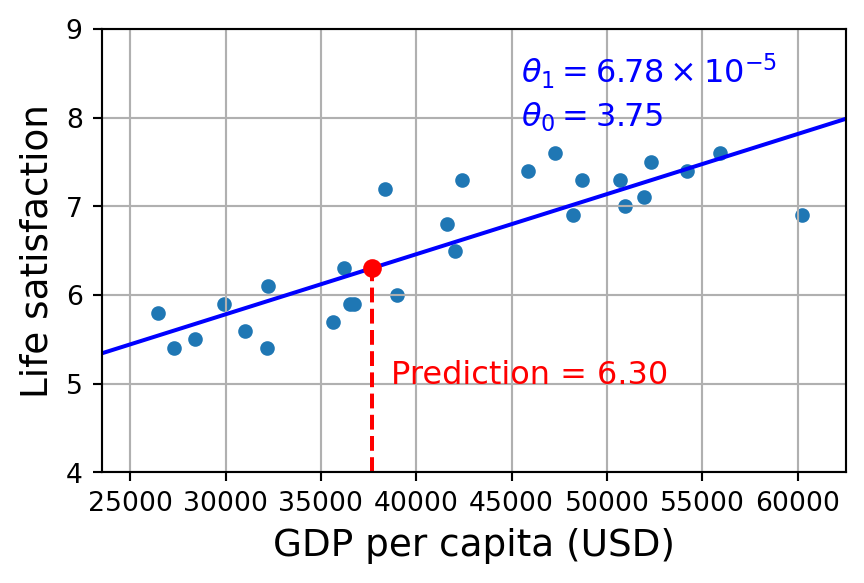 9
8
7
6
5
4
Life satisfaction
θ₁ = 6.78 × 10⁻⁵
θ₀ = 3.75
Prediction = 6.30
25000 30000 35000 40000 45000 50000 55000 60000
GDP per capita (USD)